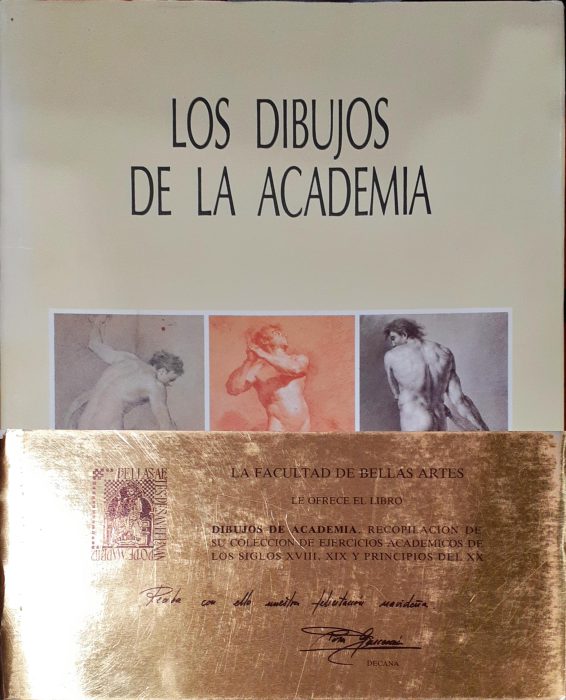 LOS DIBUJOS
DE LA ACADEMIA
LA FACULTAD DE BELLAS ARTES
LE OFRECE EL LIBRO
DIBUJOS DE ACADEMIA. RECOPILACION DE
SU COLECCION DE EJERCICIOS ACADEMICOS DE
LOS SIGLOS XVIII, XIX Y PRINCIPIOS DEL XX
Reciba con ello nuestra felicitación navideña
DECANA